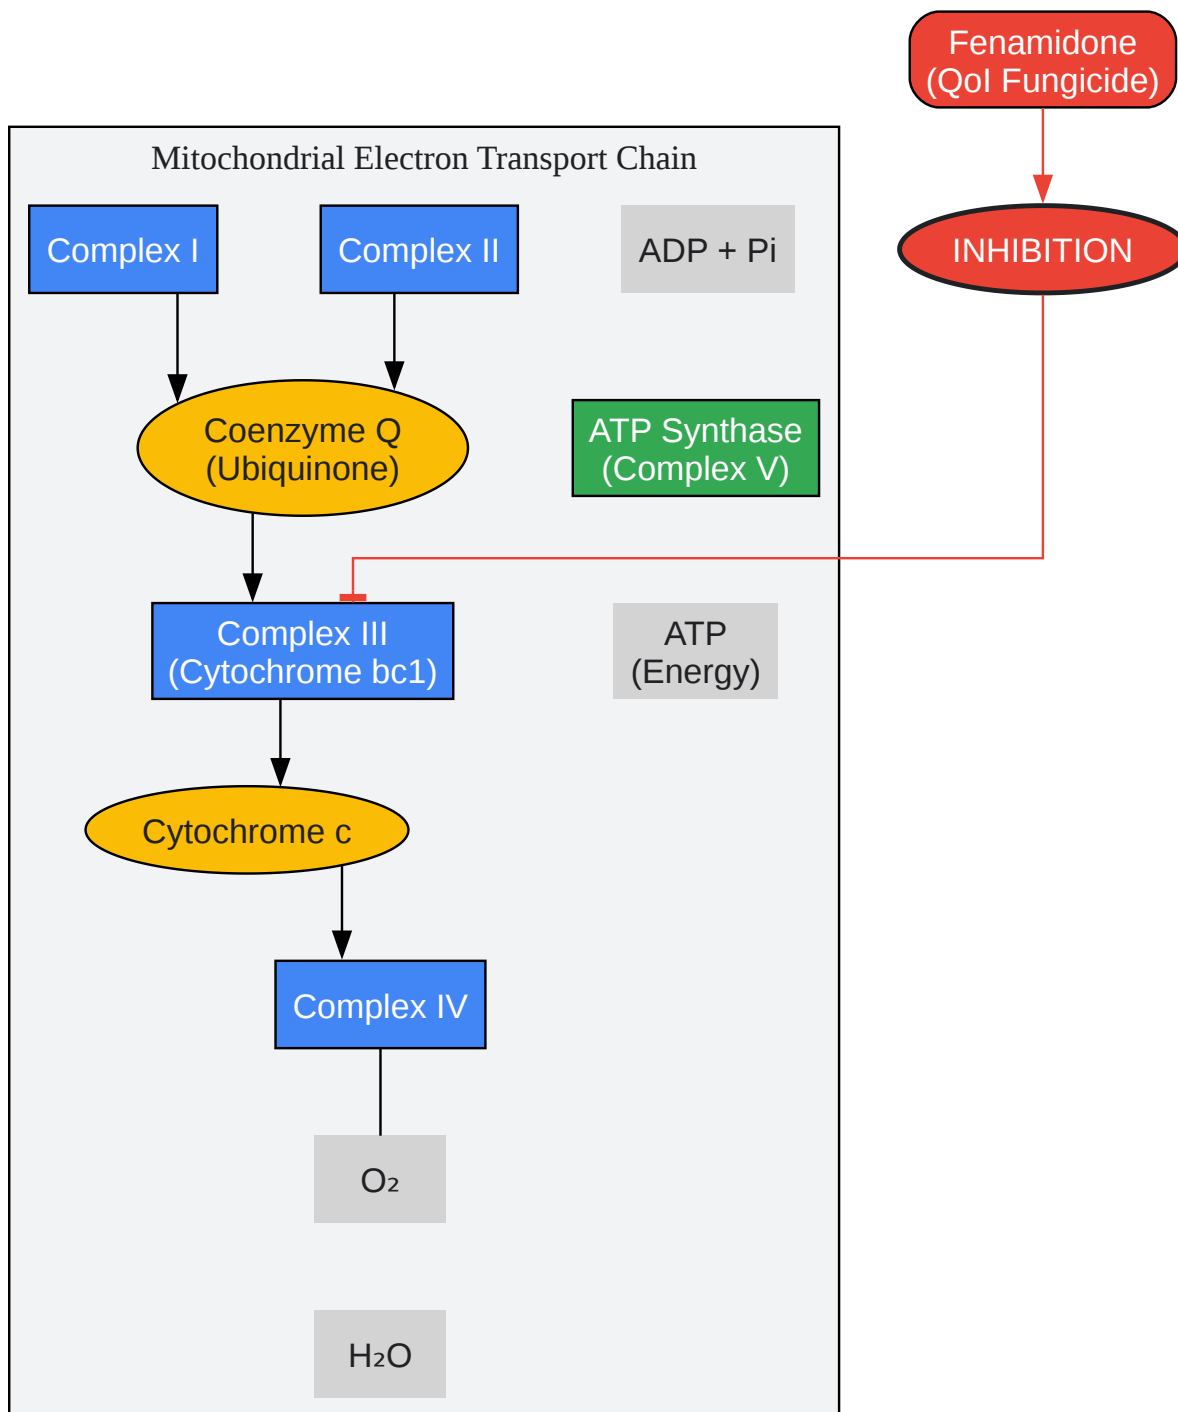 Fenamidone
(QoI Fungicide)
Mitochondrial Electron Transport Chain
Complex I
Complex II
ADP + Pi
INHIBITION
Coenzyme Q
(Ubiquinone)
ATP Synthase
(Complex V)
Complex III
(Cytochrome bc1)
ATP
(Energy)
Cytochrome c
Complex IV
O₂
H₂O